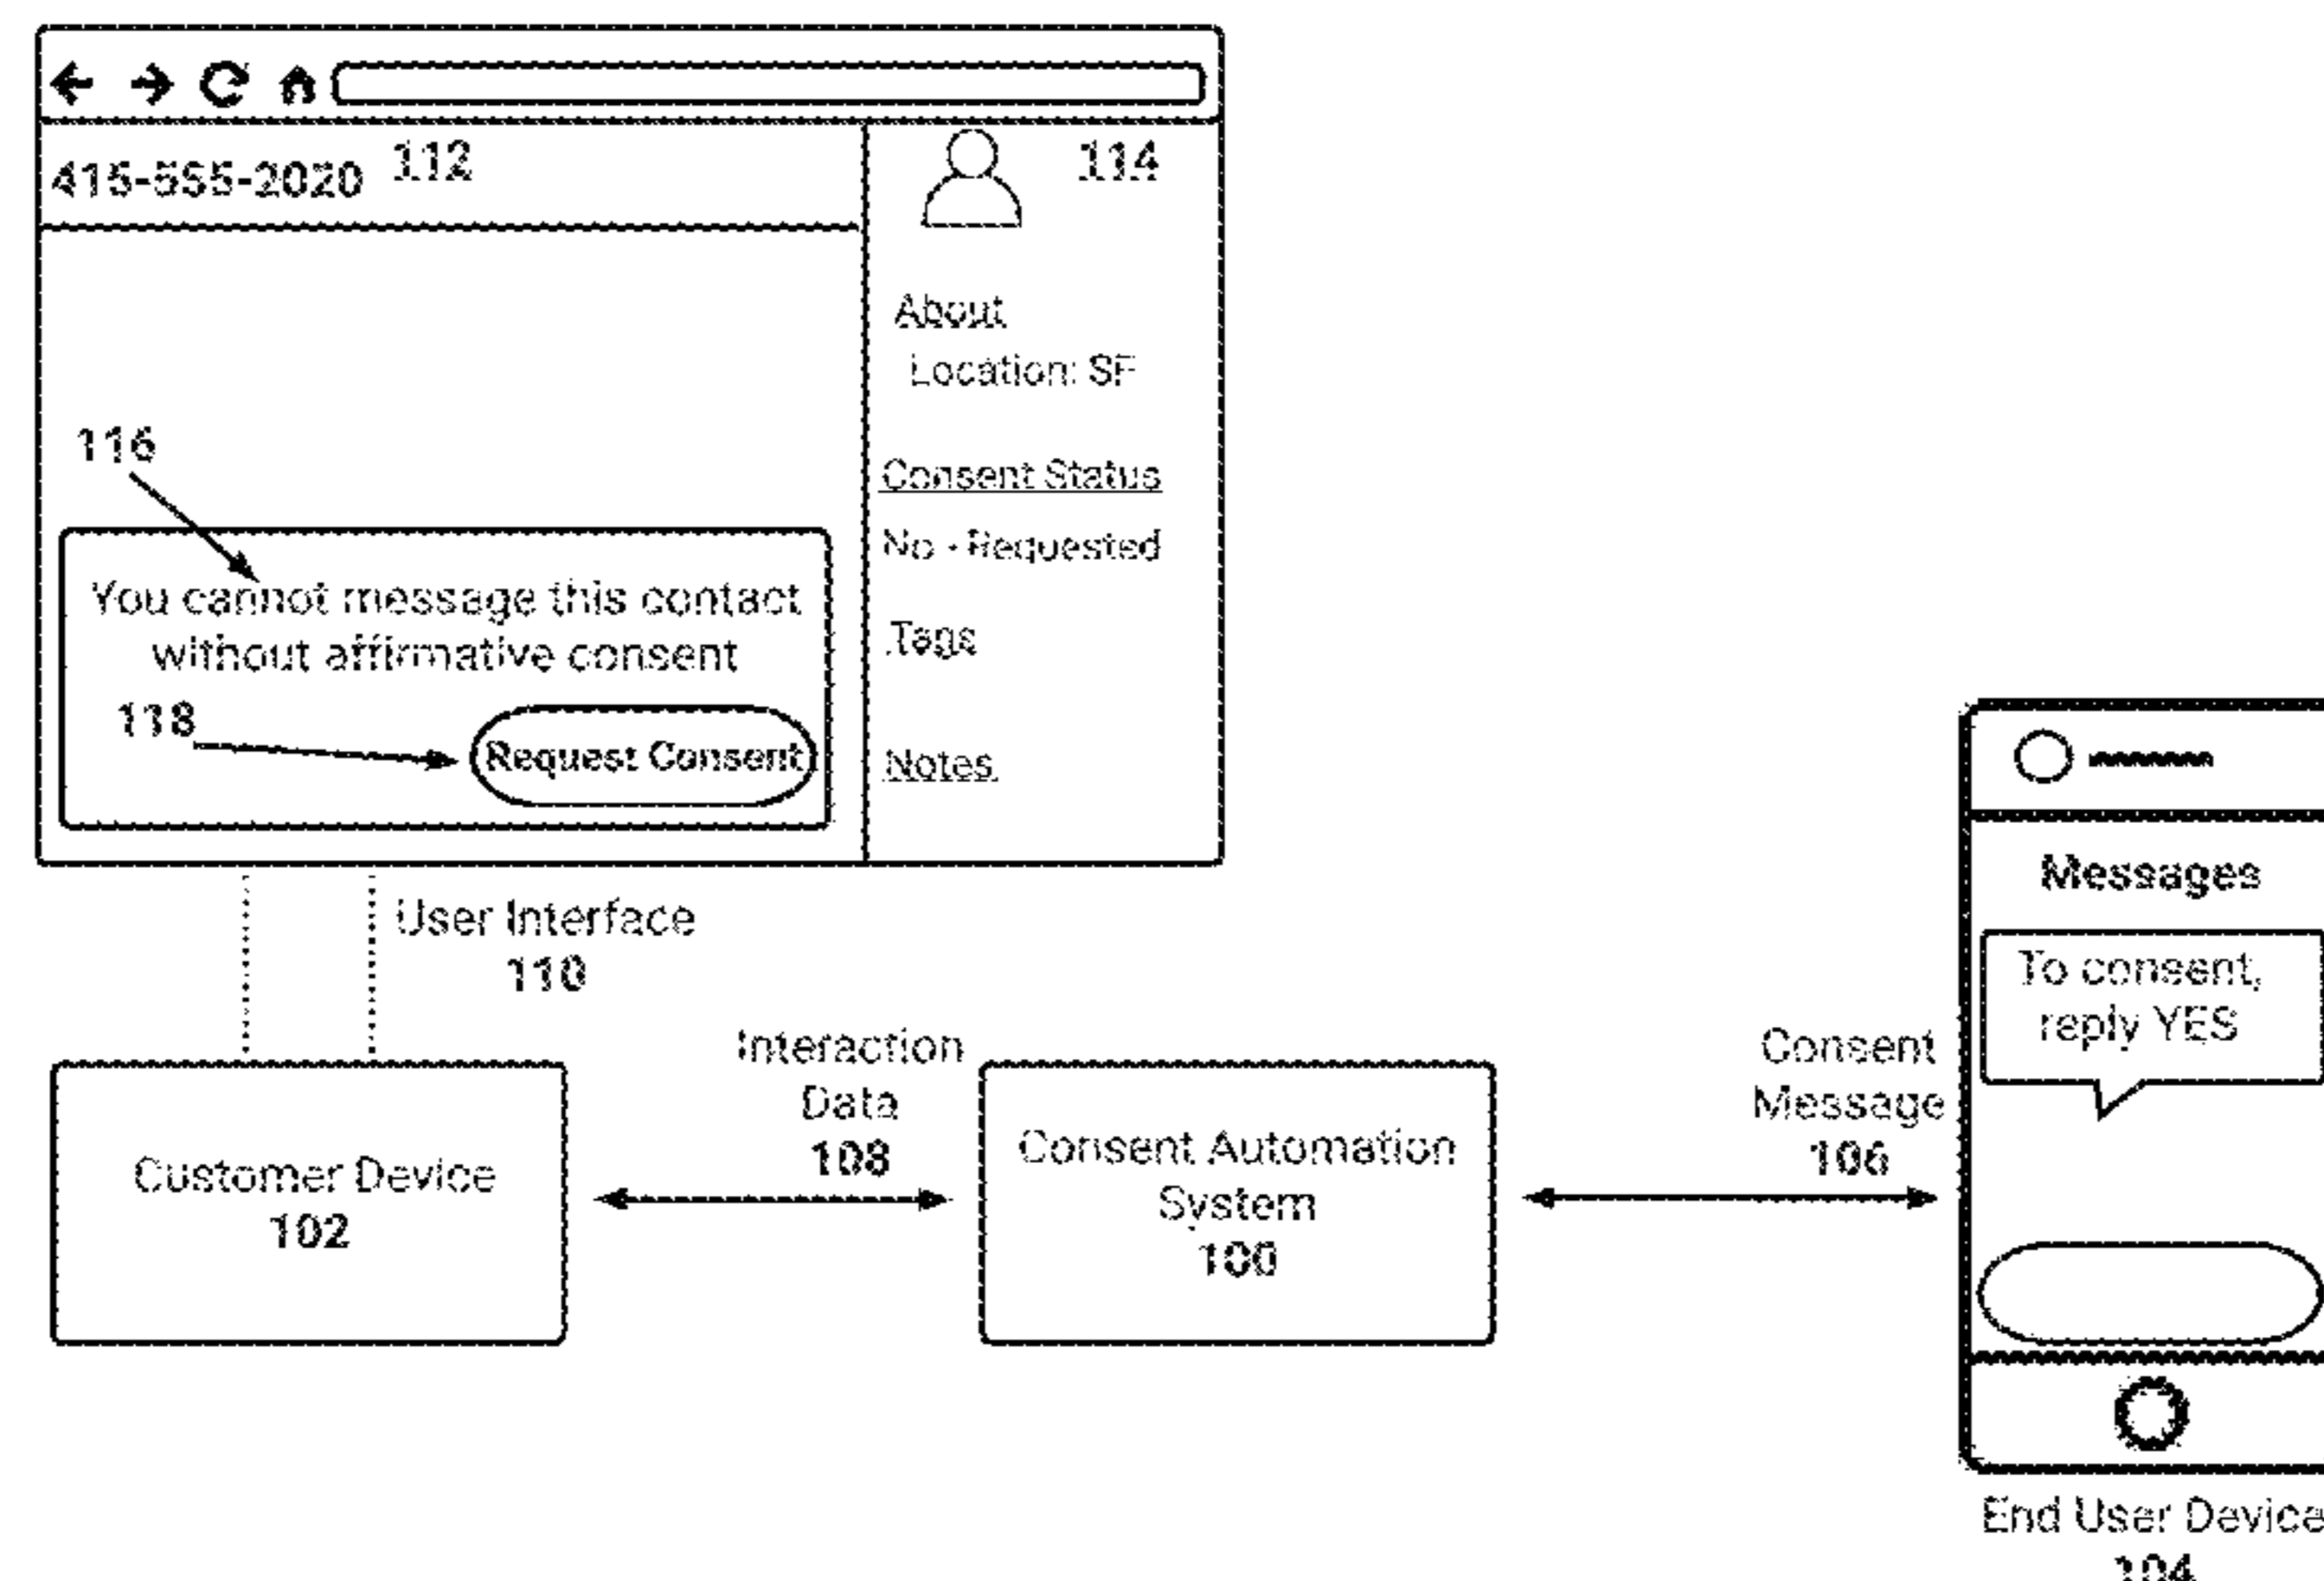 415-555-2020 112
114
About
Location: SF
Consent Status
No - Requested
Tags
Notes
116
You cannot message this contact
without affirmative consent
118
Request Consent
User Interface
110
Customer Device
102
Interaction
Data
108
Consent Automation
System
100
Consent
Message
106
Messages
To consent,
reply YES
End User Device
104